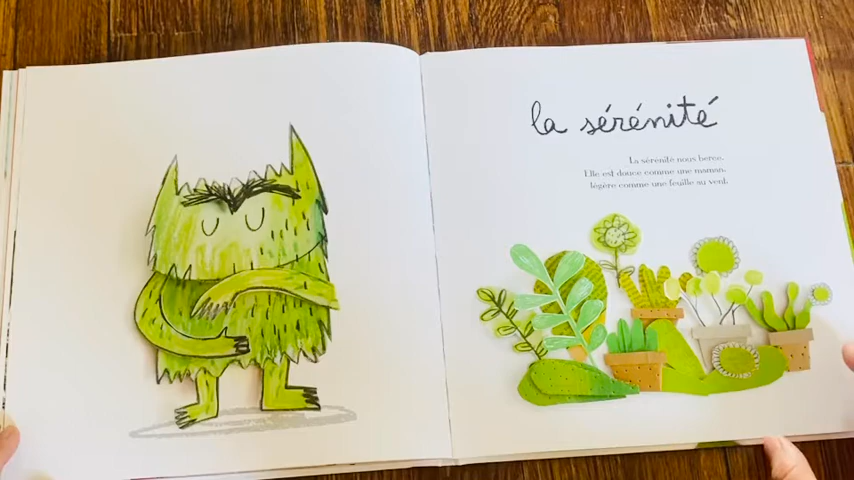 la sérénité
La sérénité nous berce.
Elle est douce comme une maman,
légère comme une feuille au vent.